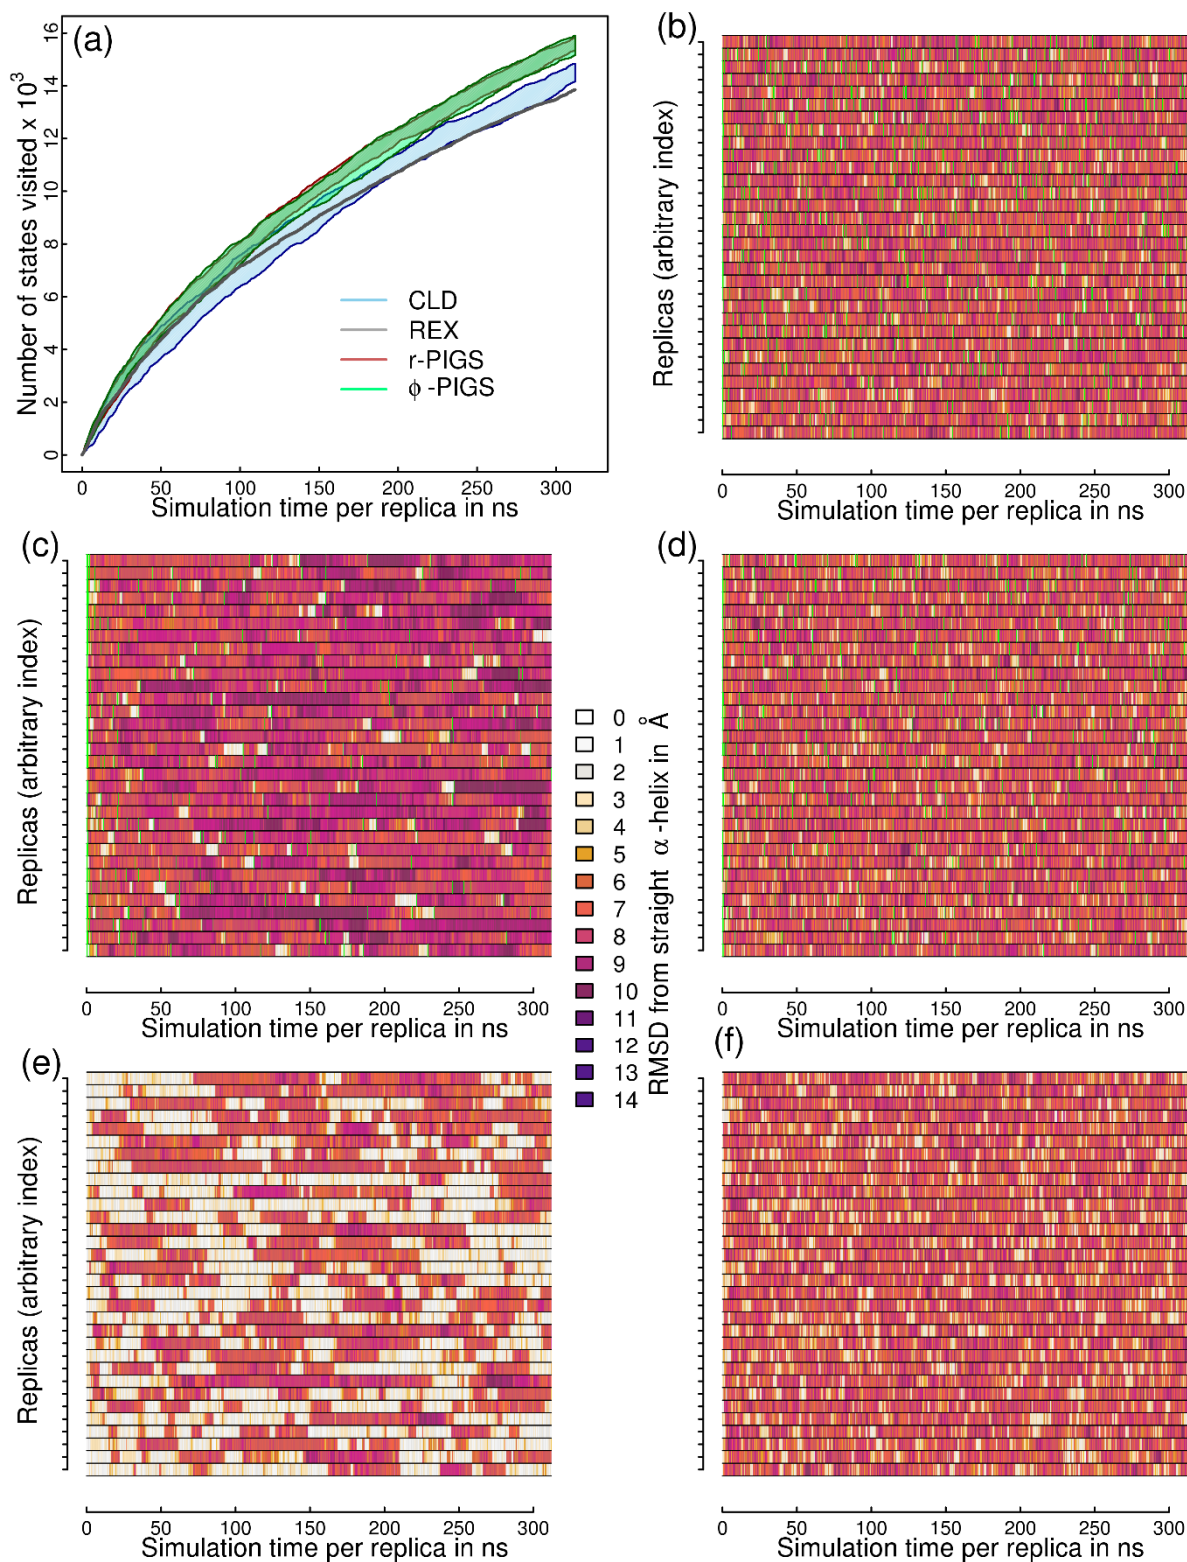 (a)
Number of states visited x 10³
0
2
4
6
8
10
12
14
16
CLD
REX
r-PIGS
ϕ -PIGS
0 50 100 150 200 250 300
Simulation time per replica in ns
(b)
Replicas (arbitrary index)
0 50 100 150 200 250 300
Simulation time per replica in ns
(c)
Replicas (arbitrary index)
0 50 100 150 200 250 300
Simulation time per replica in ns
0
1
2
3
4
5
6
7
8
9
10
11
12
13
14
RMSD from straight α -helix in Å
(d)
0 50 100 150 200 250 300
Simulation time per replica in ns
(e)
Replicas (arbitrary index)
0 50 100 150 200 250 300
Simulation time per replica in ns
(f)
0 50 100 150 200 250 300
Simulation time per replica in ns